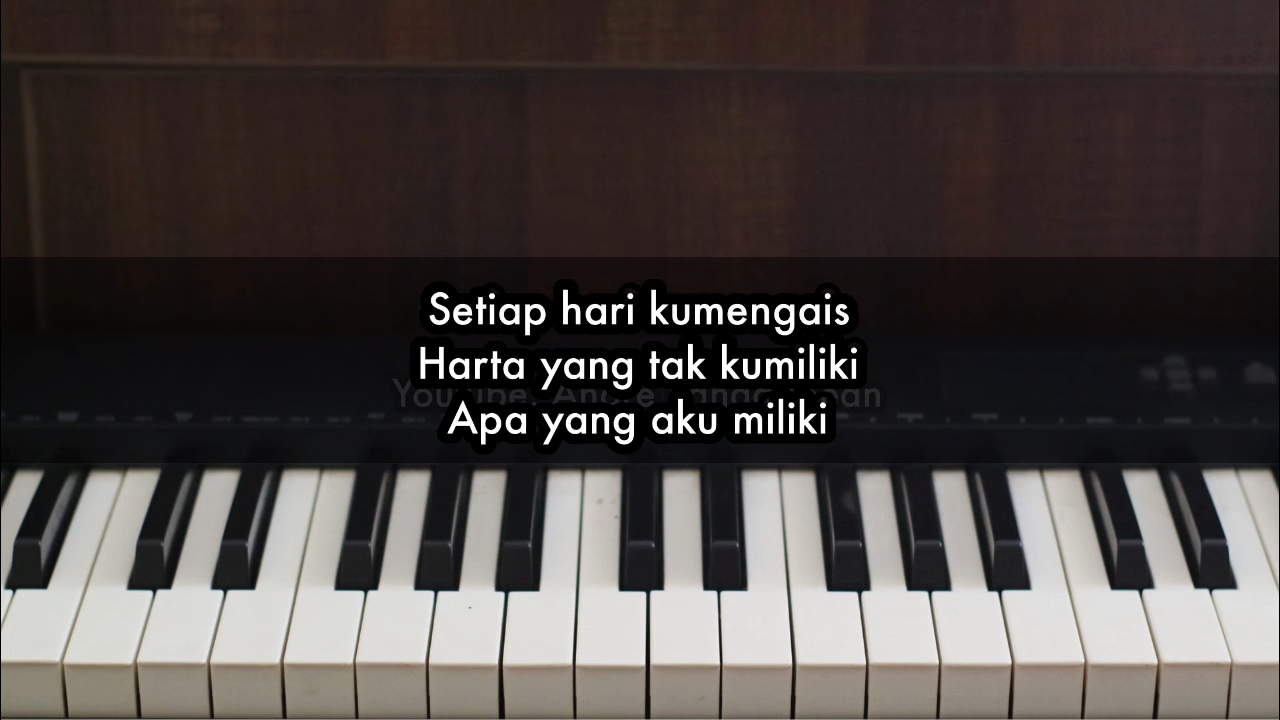 Setiap hari kumengais
Harta yang tak kumiliki
Apa yang aku miliki